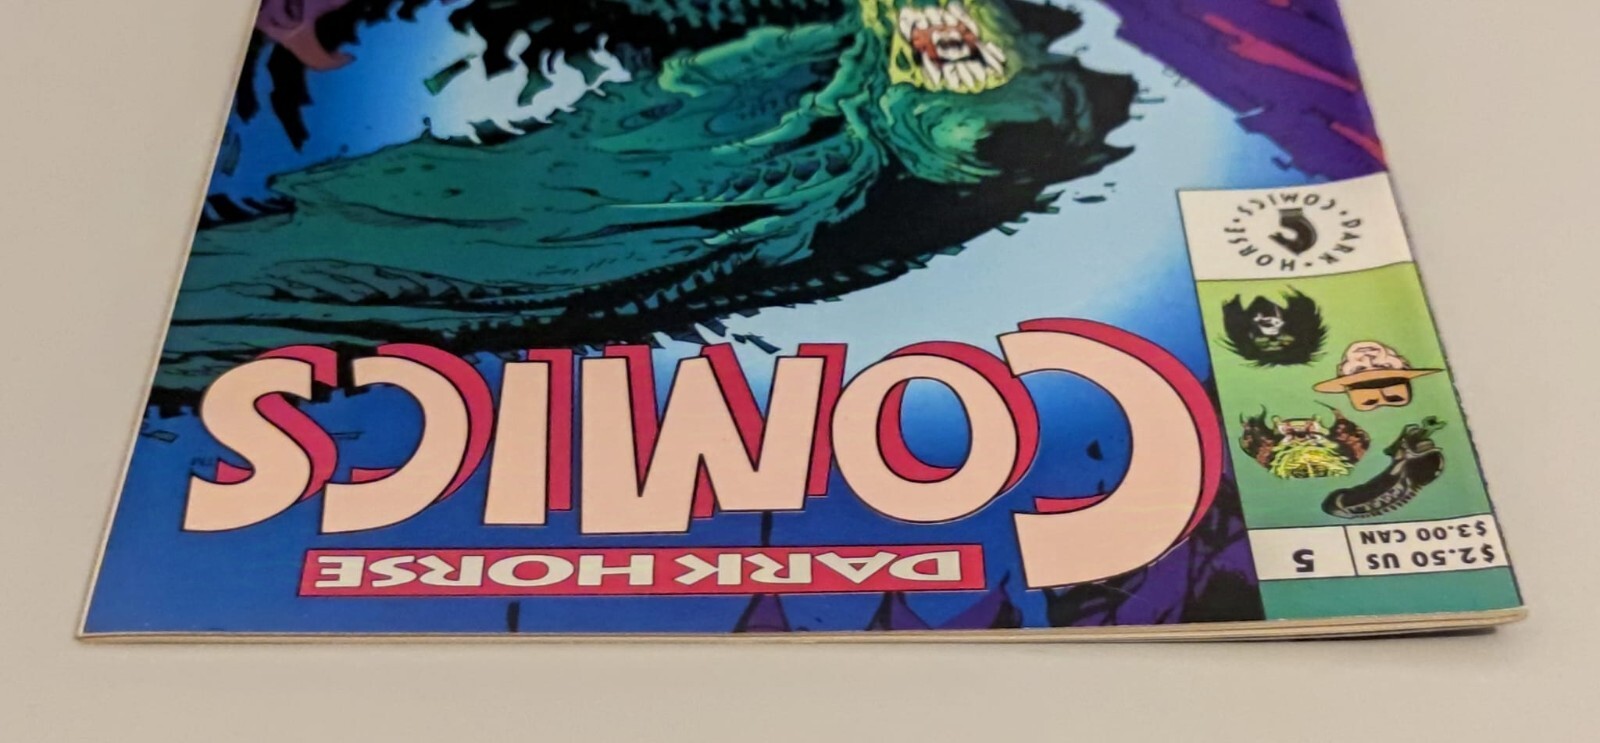 $2.50 US
$3.00 CAN
5
DARK HORSE
COMICS
DARK HORSE • COMICS •